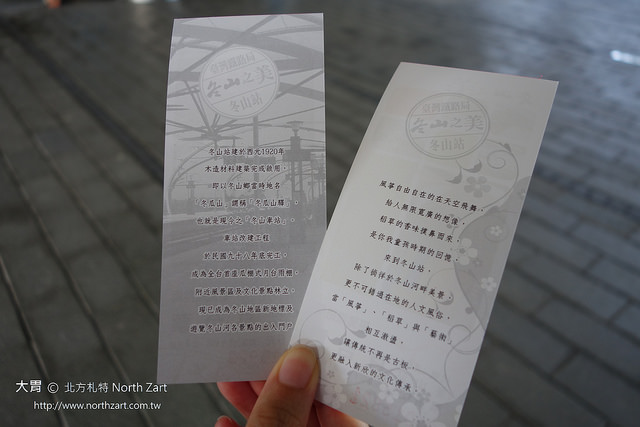 臺灣鐵路局
冬山之美
冬山站
冬山站建於西元1920年，
木造材料建築完成啟用，
即以冬山鄉當時地名
「冬瓜山」謂稱「冬瓜山驛」，
也就是現今之「冬山車站」。
車站改建工程
於民國九十八年底完工，
成為全台首座瓜棚式月台雨棚，
附近風景區及文化景點林立，
現已成為冬山地區新地標及
遊覽冬山河各景點的出入門戶
臺灣鐵路局
冬山之美
冬山站
風箏自由自在的在天空飛舞，
給人無限寬廣的想像，
稻草的香味撲鼻而來，
是你我童孩時期的回憶，
來到冬山站，
除了徜徉於冬山河畔美景，
更不可錯過在地的人文風俗，
當「風箏」、「稻草」與「藝術」
相互激盪，
讓傳統不再是古板，
更融入新欣的文化傳承。
大胃 © 北方札特 North Zart
http://www.northzart.com.tw